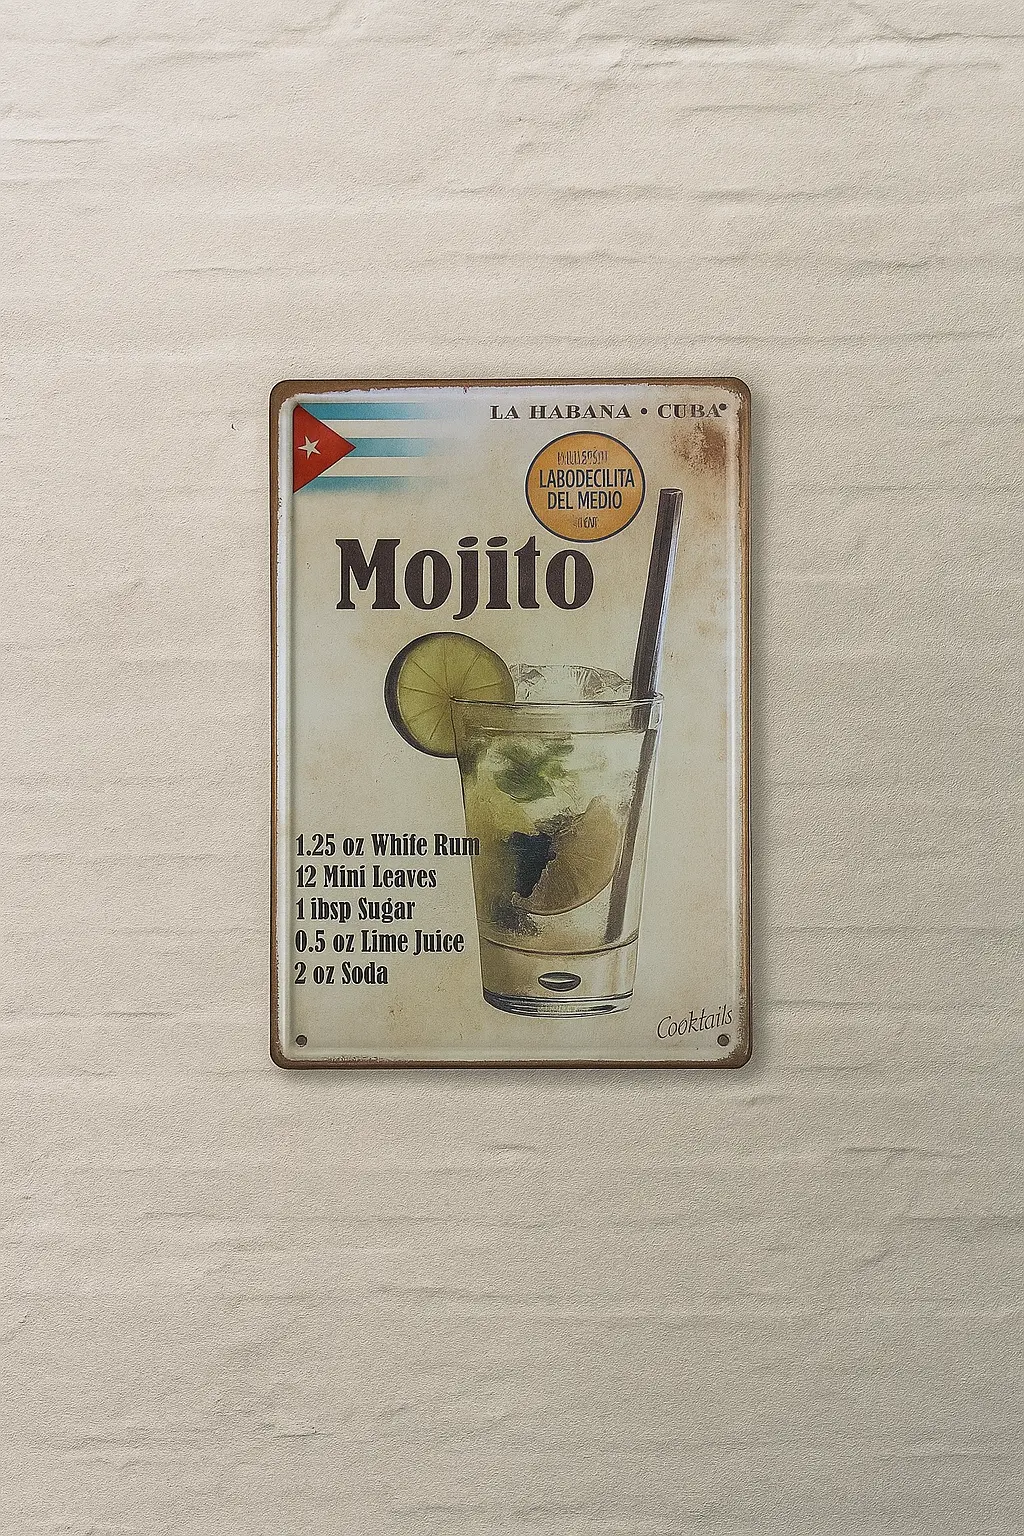 LA HABANA • CUBA
LABODECILITA
DEL MEDIO
Mojito
1.25 oz Whife Rum
12 Mini Leaves
1 ibsp Sugar
0.5 oz Lime Juice
2 oz Soda
Cooktails